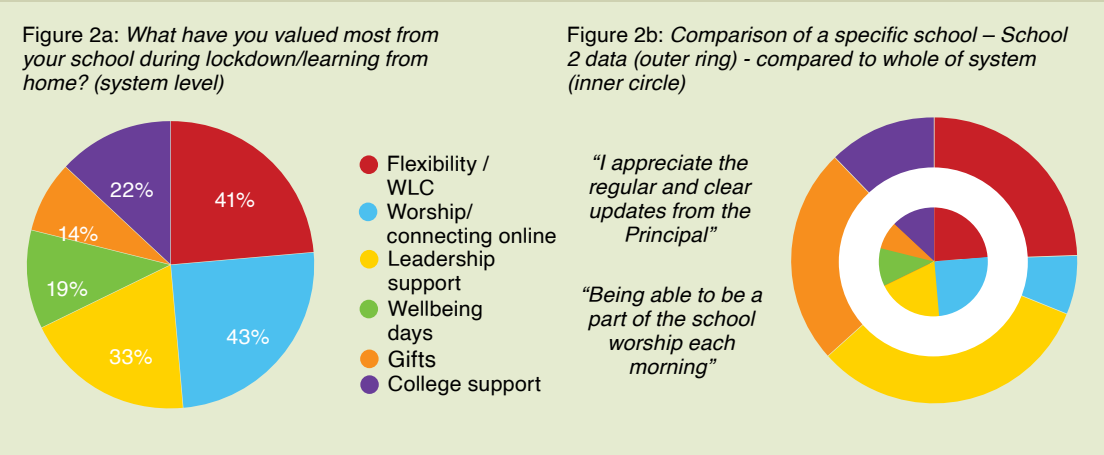 Figure 2a: What have you valued most from
your school during lockdown/learning from
home? (system level)
41%
43%
33%
19%
14%
22%
Flexibility /
WLC
Worship/
connecting online
Leadership
support
Wellbeing
days
Gifts
College support
Figure 2b: Comparison of a specific school – School
2 data (outer ring) - compared to whole of system
(inner circle)
“I appreciate the
regular and clear
updates from the
Principal”
“Being able to be a
part of the school
worship each
morning”